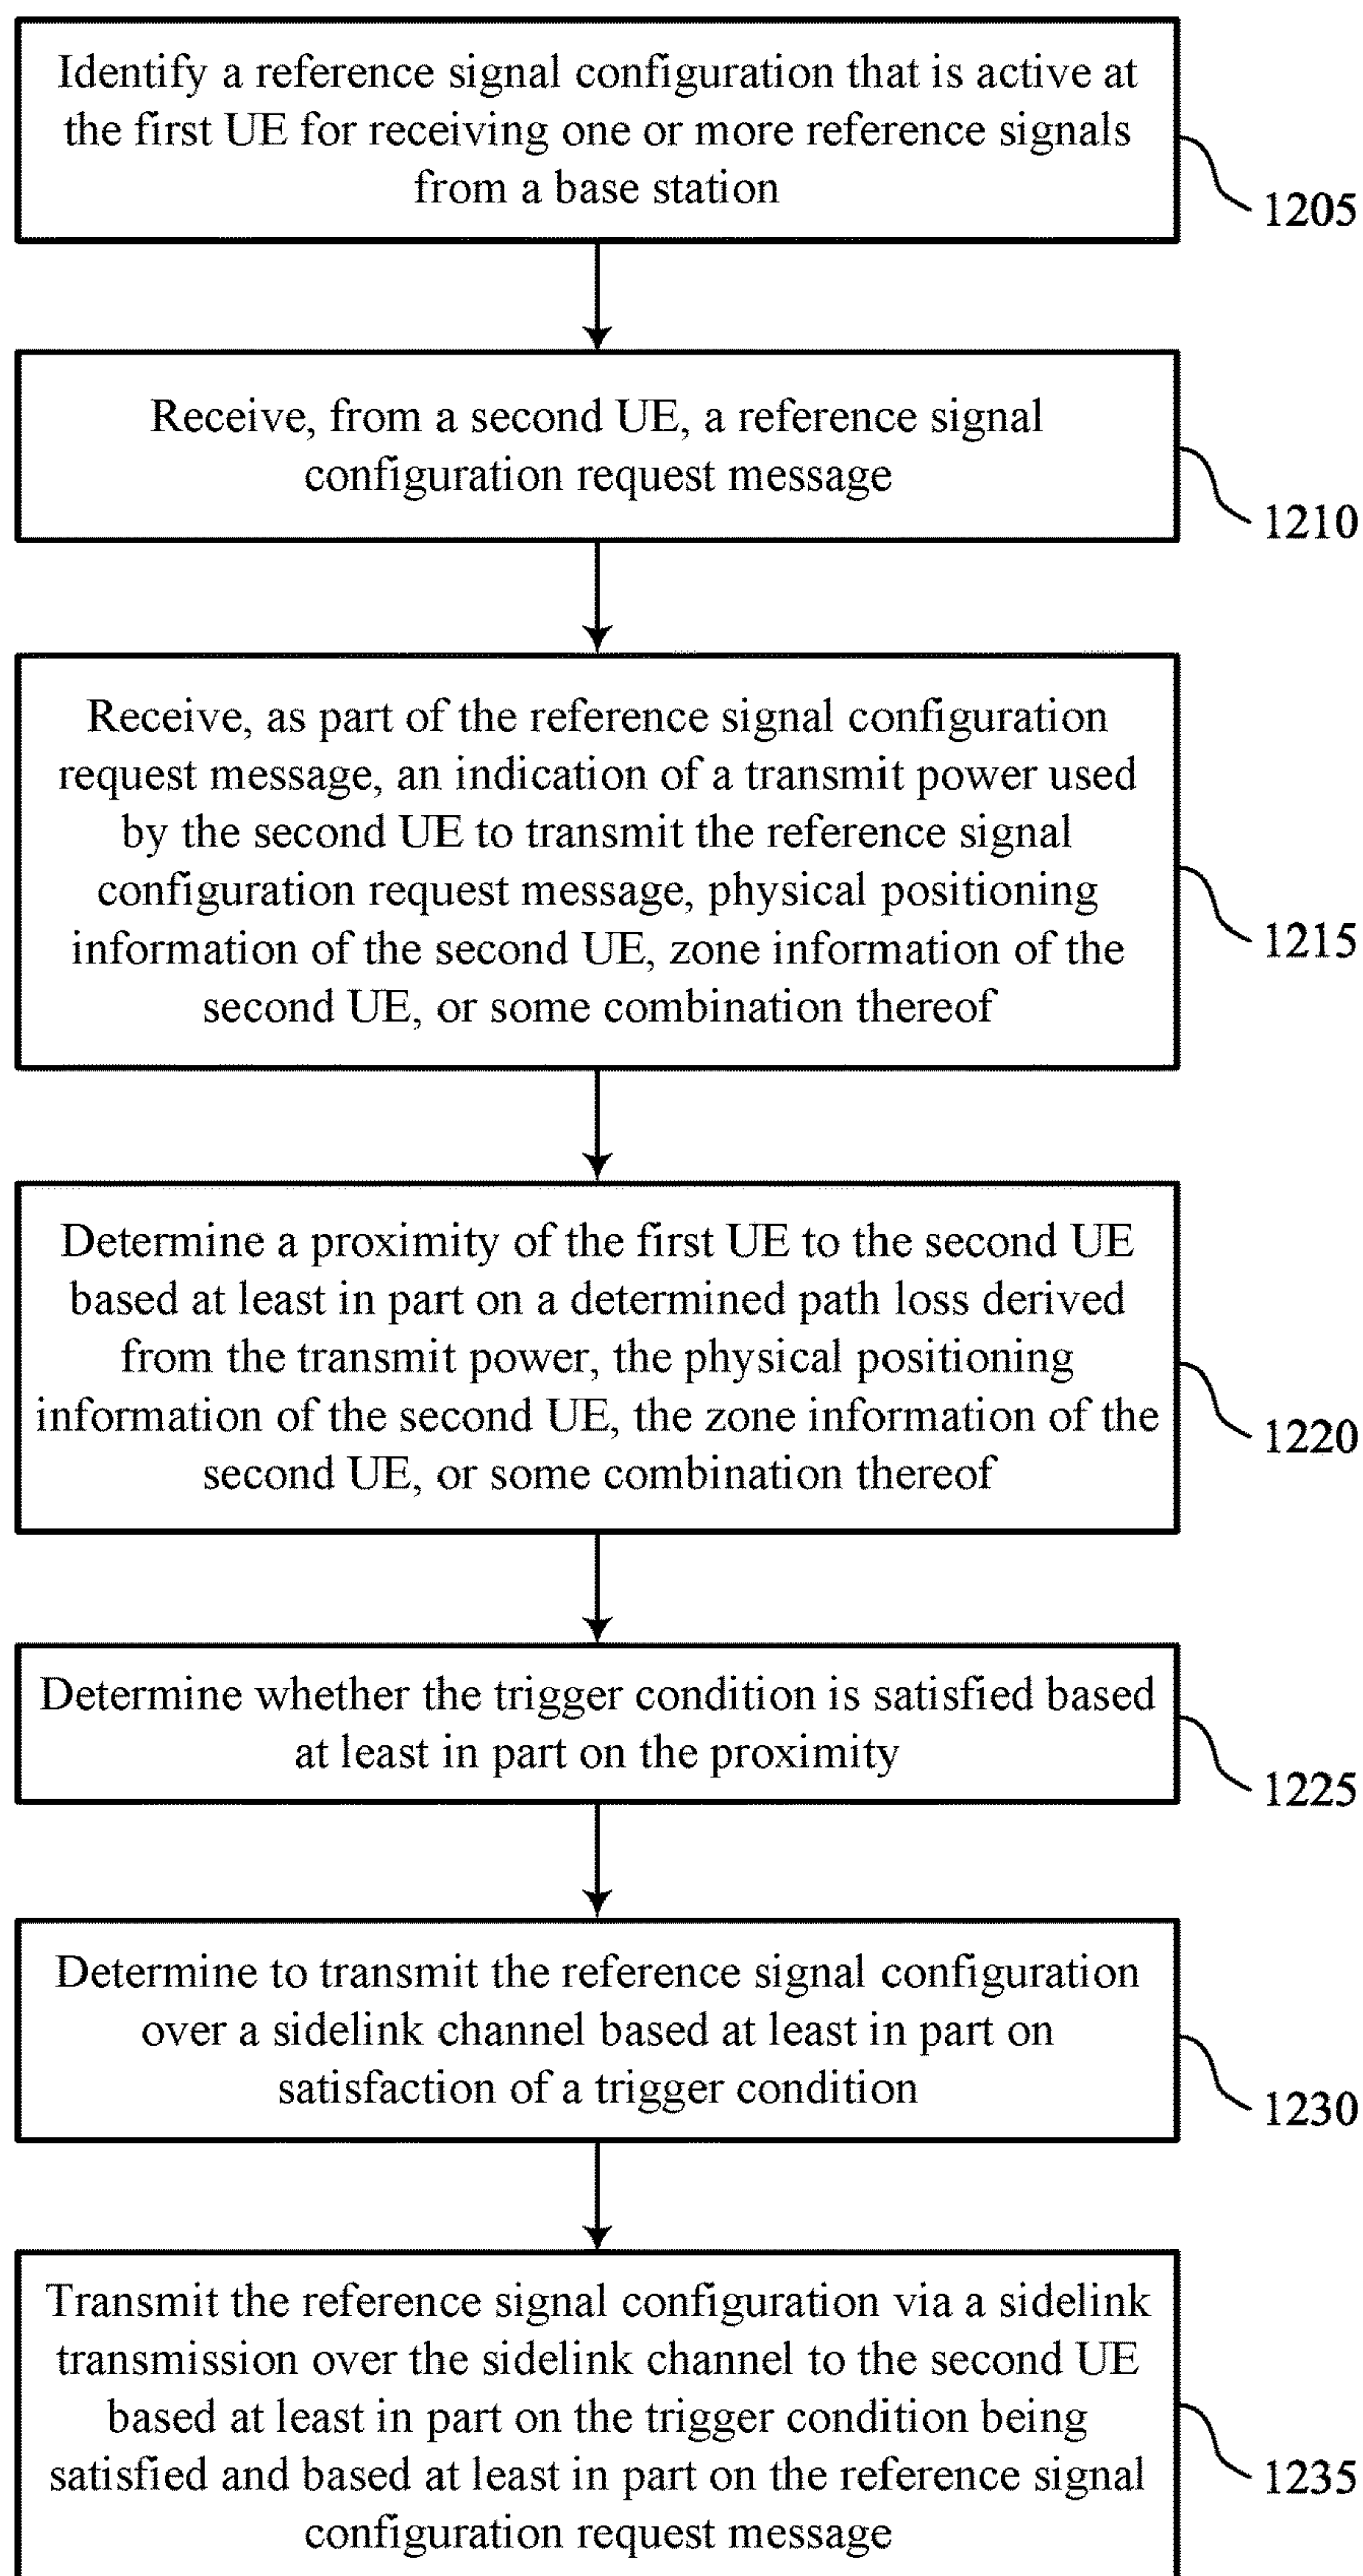 Identify a reference signal configuration that is active at
the first UE for receiving one or more reference signals
from a base station
1205
Receive, from a second UE, a reference signal
configuration request message
1210
Receive, as part of the reference signal configuration
request message, an indication of a transmit power used
by the second UE to transmit the reference signal
configuration request message, physical positioning
information of the second UE, zone information of the
second UE, or some combination thereof
1215
Determine a proximity of the first UE to the second UE
based at least in part on a determined path loss derived
from the transmit power, the physical positioning
information of the second UE, the zone information of the
second UE, or some combination thereof
1220
Determine whether the trigger condition is satisfied based
at least in part on the proximity
1225
Determine to transmit the reference signal configuration
over a sidelink channel based at least in part on
satisfaction of a trigger condition
1230
Transmit the reference signal configuration via a sidelink
transmission over the sidelink channel to the second UE
based at least in part on the trigger condition being
satisfied and based at least in part on the reference signal
configuration request message
1235